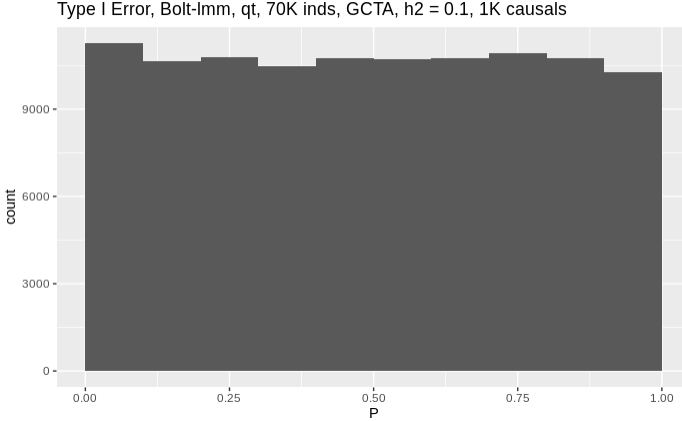 Type I Error, Bolt-lmm, qt, 70K inds, GCTA, h2 = 0.1, 1K causals
count
9000
6000
3000
0
0.00 0.25 0.50 0.75 1.00
P